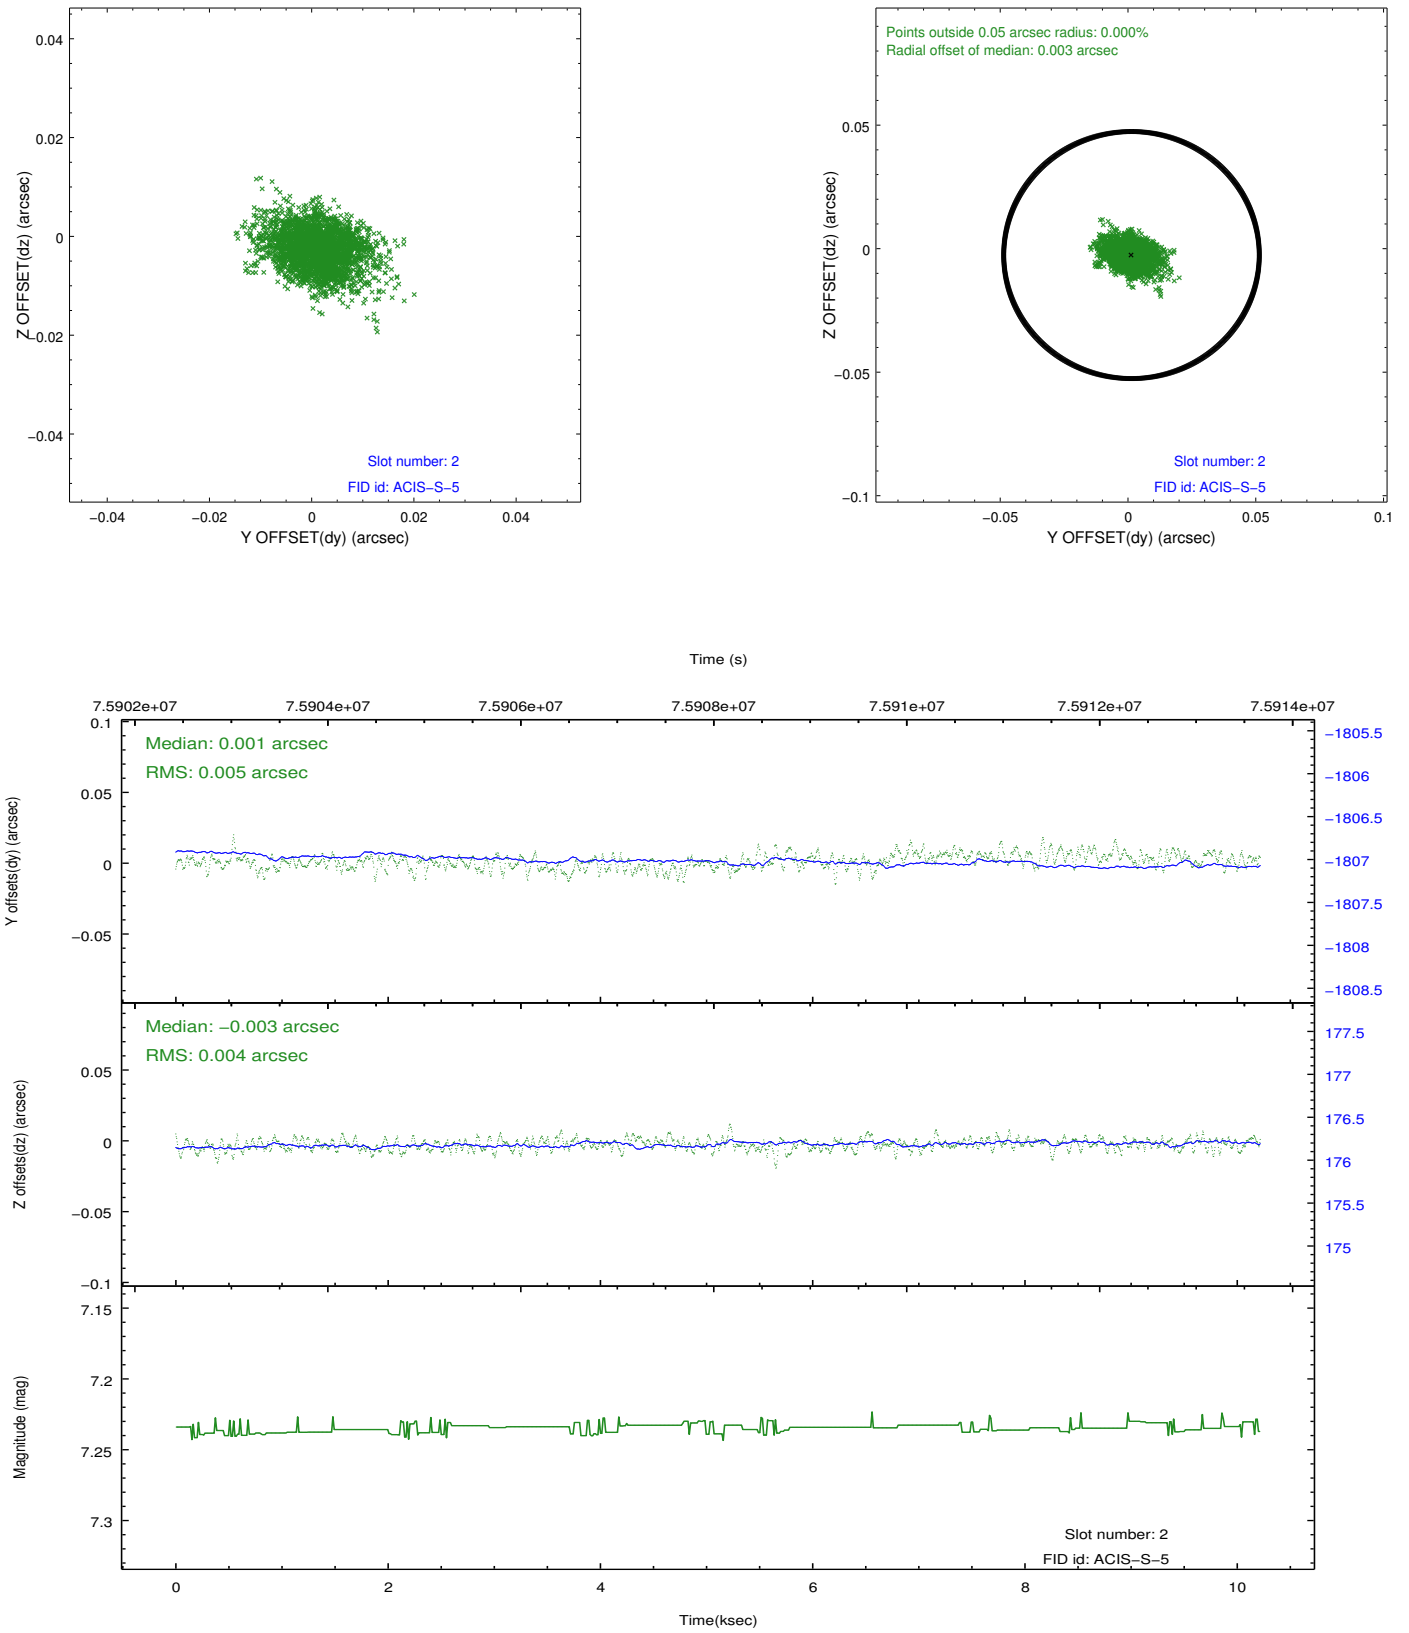 0.04
0.02
0
−0.02
−0.04
Z OFFSET(dz) (arcsec)
Slot number: 2
FID id: ACIS−S−5
−0.04 −0.02 0 0.02 0.04
Y OFFSET(dy) (arcsec)
Points outside 0.05 arcsec radius: 0.000%
Radial offset of median: 0.003 arcsec
0.05
0
−0.05
−0.1
Z OFFSET(dz) (arcsec)
Slot number: 2
FID id: ACIS−S−5
−0.05 0 0.05 0.1
Y OFFSET(dy) (arcsec)
Time (s)
7.5902e+07 7.5904e+07 7.5906e+07 7.5908e+07 7.591e+07 7.5912e+07 7.5914e+07
Median: 0.001 arcsec
RMS: 0.005 arcsec
0.1
0.05
0
−0.05
Y offsets(dy) (arcsec)
−1805.5
−1806
−1806.5
−1807
−1807.5
−1808
−1808.5
Median: −0.003 arcsec
RMS: 0.004 arcsec
0.05
0
−0.05
−0.1
Z offsets(dz) (arcsec)
177.5
177
176.5
176
175.5
175
7.15
7.2
7.25
7.3
Magnitude (mag)
Slot number: 2
FID id: ACIS−S−5
0 2 4 6 8 10
Time(ksec)